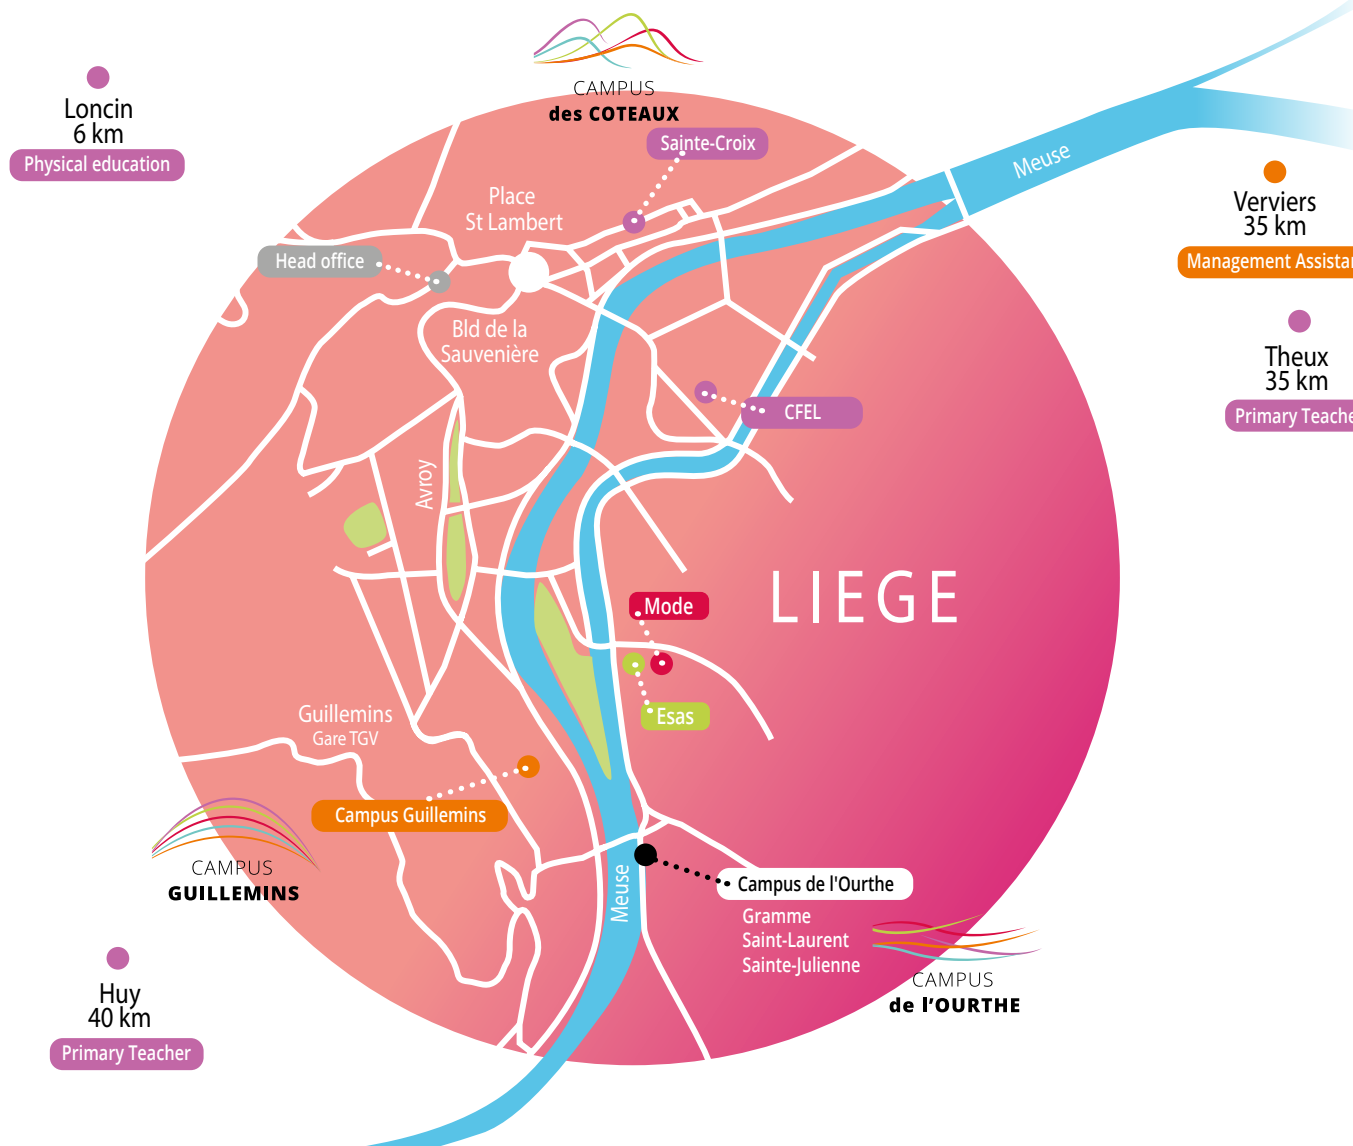 CAMPUS
des COTEAUX
Loncin
6 km
Physical education
Sainte-Croix
Meuse
Place
St Lambert
Verviers
35 km
Management Assistan
Head office
Bld de la
Sauvenière
Theux
35 km
Primary Teache
CFEL
Avroy
LIEGE
Mode
Esas
Guillemins
Gare TGV
Campus Guillemins
CAMPUS
GUILLEMINS
Meuse
Campus de l'Ourthe
Gramme
Saint-Laurent
Sainte-Julienne
CAMPUS
de l’OURTHE
Huy
40 km
Primary Teacher